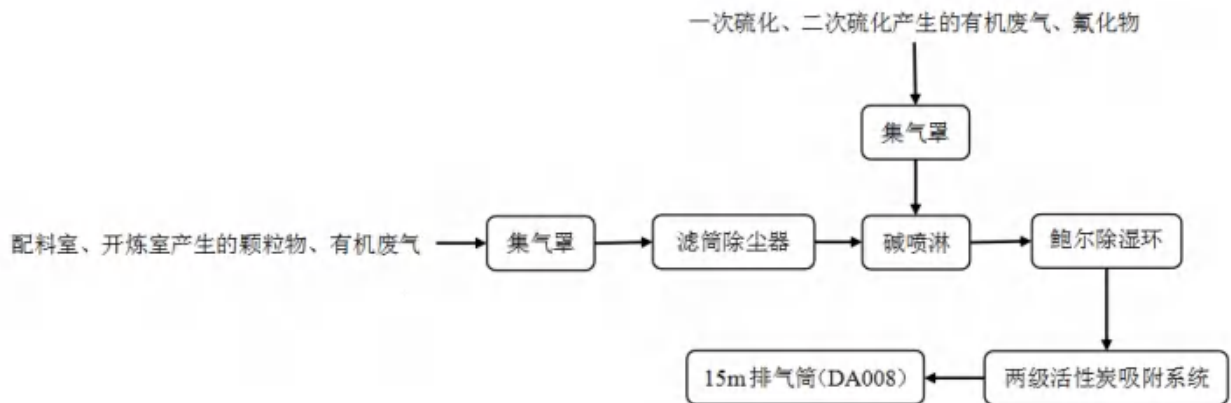 一次硫化、二次硫化产生的有机废气、氟化物
集气罩
配料室、开炼室产生的颗粒物、有机废气
集气罩
滤筒除尘器
碱喷淋
鲍尔除湿环
15m排气筒(DA008)
两级活性炭吸附系统